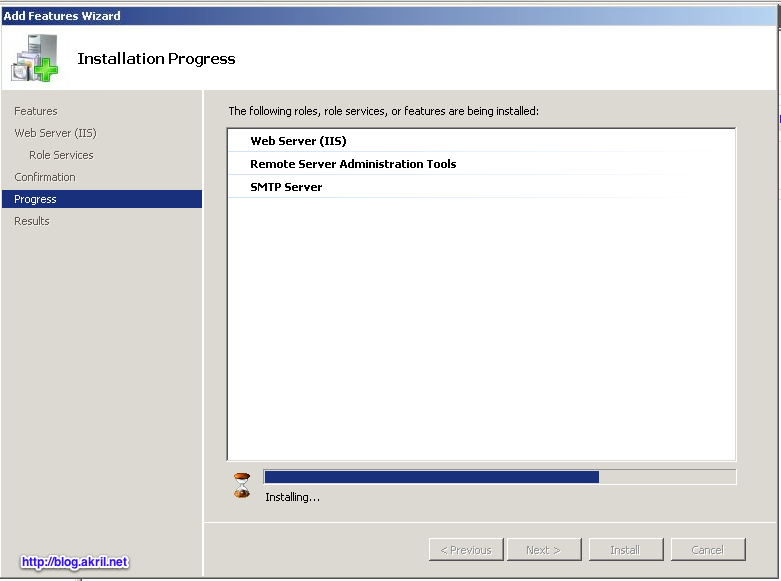 Add Features Wizard
Installation Progress
Features
Web Server (IIS)
Role Services
Confirmation
Progress
Results
The following roles, role services, or features are being installed:
Web Server (IIS)
Remote Server Administration Tools
SMTP Server
Installing...
< Previous
Next >
Install
Cancel
http://blog.akril.net